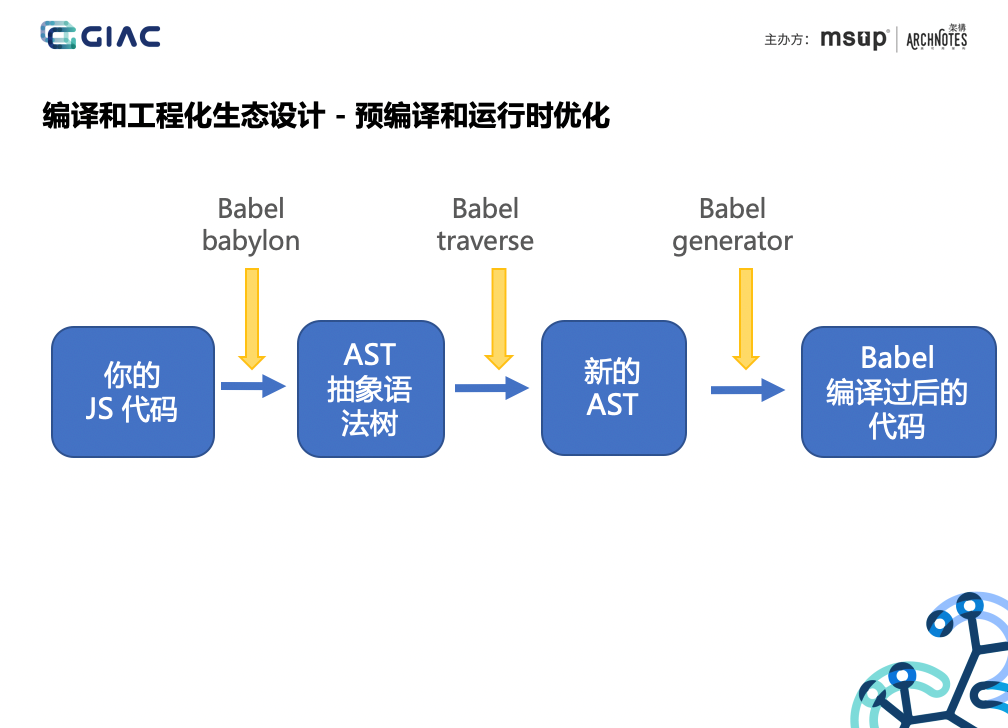 GIAC
主办方:
msup
架构
ARCHNOTES
编译和工程化生态设计 - 预编译和运行时优化
Babel
babylon
Babel
traverse
Babel
generator
你的
JS 代码
AST
抽象语
法树
新的
AST
Babel
编译过后的
代码